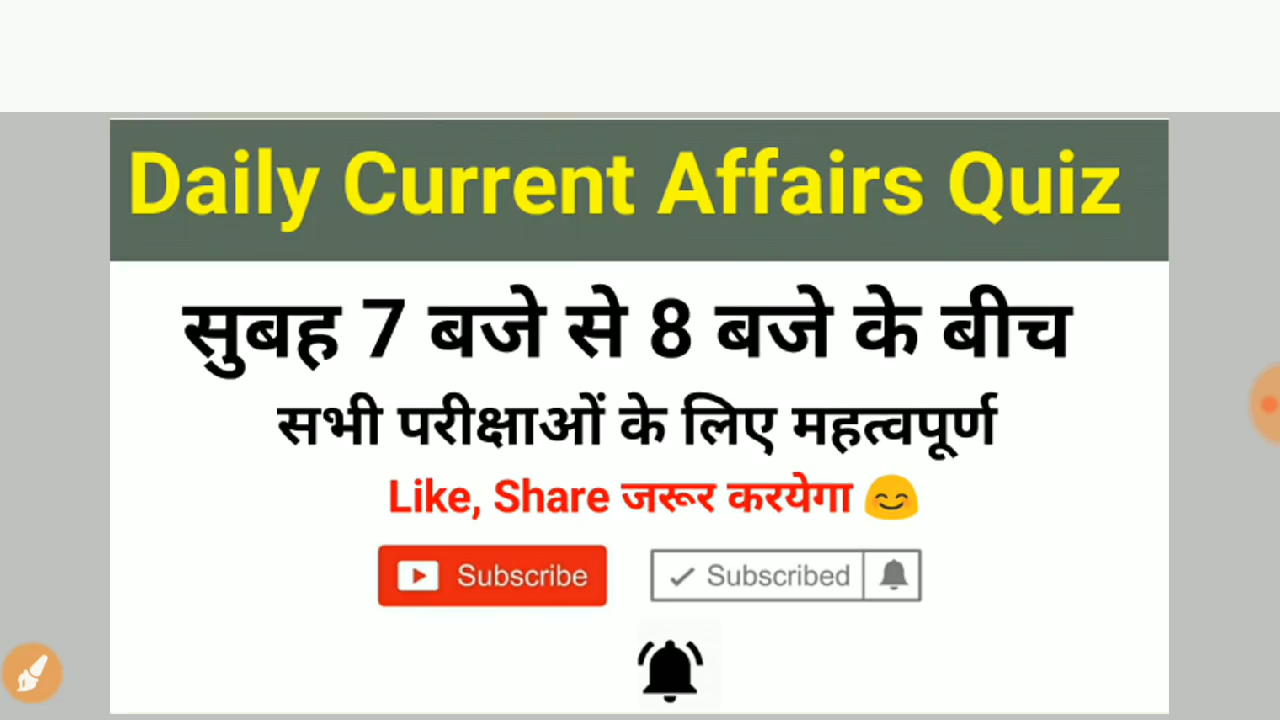 Daily Current Affairs Quiz
सुबह 7 बजे से 8 बजे के बीच
सभी परीक्षाओं के लिए महत्वपूर्ण
Like, Share जरूर करयेगा 😊
Subscribe
Subscribed